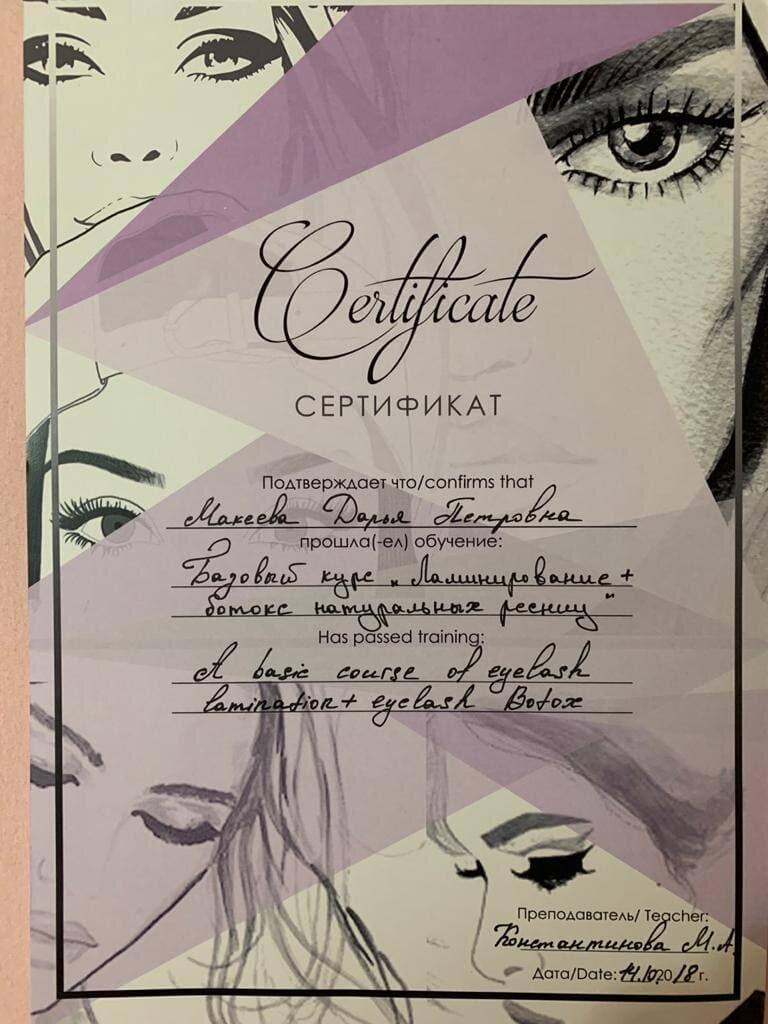 Certificate
СЕРТИФИКАТ
Подтверждает что/confirms that
Макеева Дарья Петровна
прошла(-ел) обучение:
Базовый курс „Ламинирование +
ботокс натуральных ресниц"
Has passed training:
A basic course of eyelash
lamination + eyelash Botox
Преподаватель/ Teacher:
Константинова М.А.
Дата/Date: 14.10.2018 г.